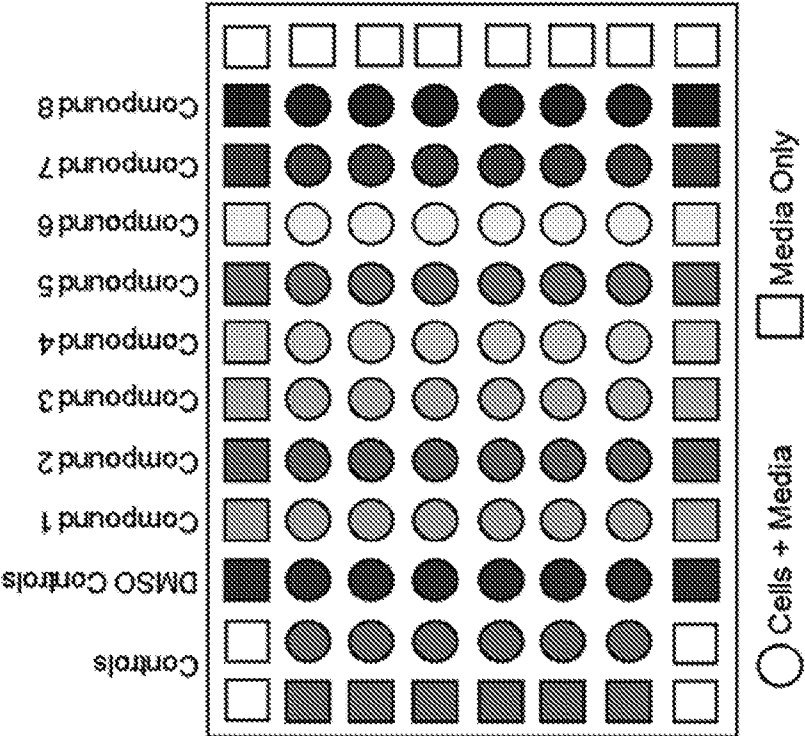 Controls
DMSO Controls
Compound 1
Compound 2
Compound 3
Compound 4
Compound 5
Compound 6
Compound 7
Compound 8
Cells + Media
Media Only